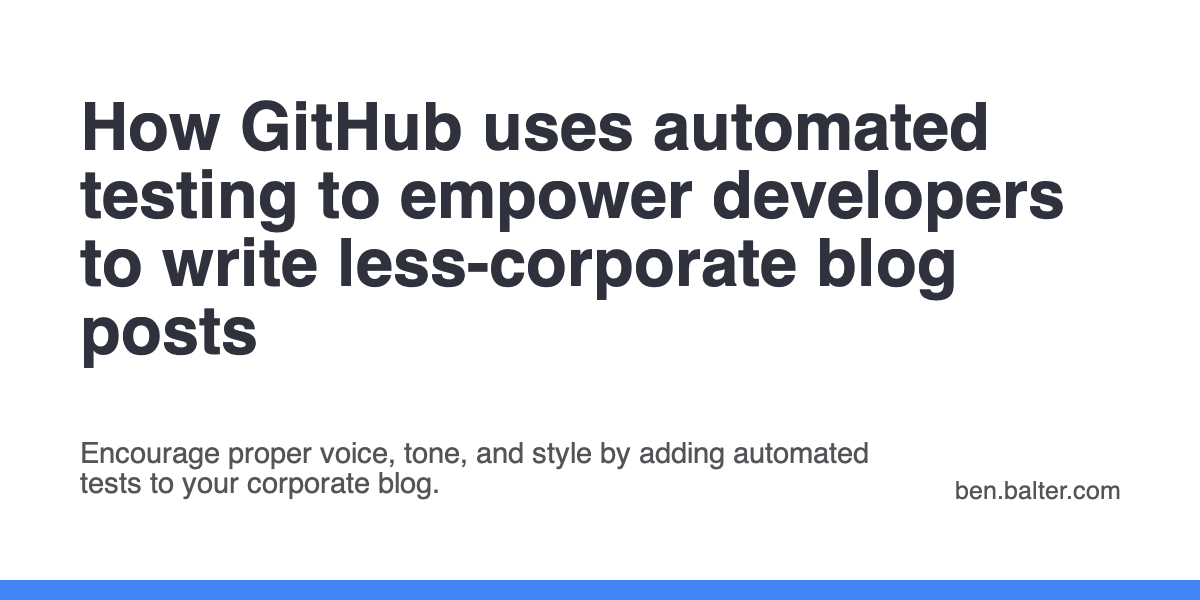 How GitHub uses automated
testing to empower developers
to write less-corporate blog
posts
Encourage proper voice, tone, and style by adding automated
tests to your corporate blog.
ben.balter.com